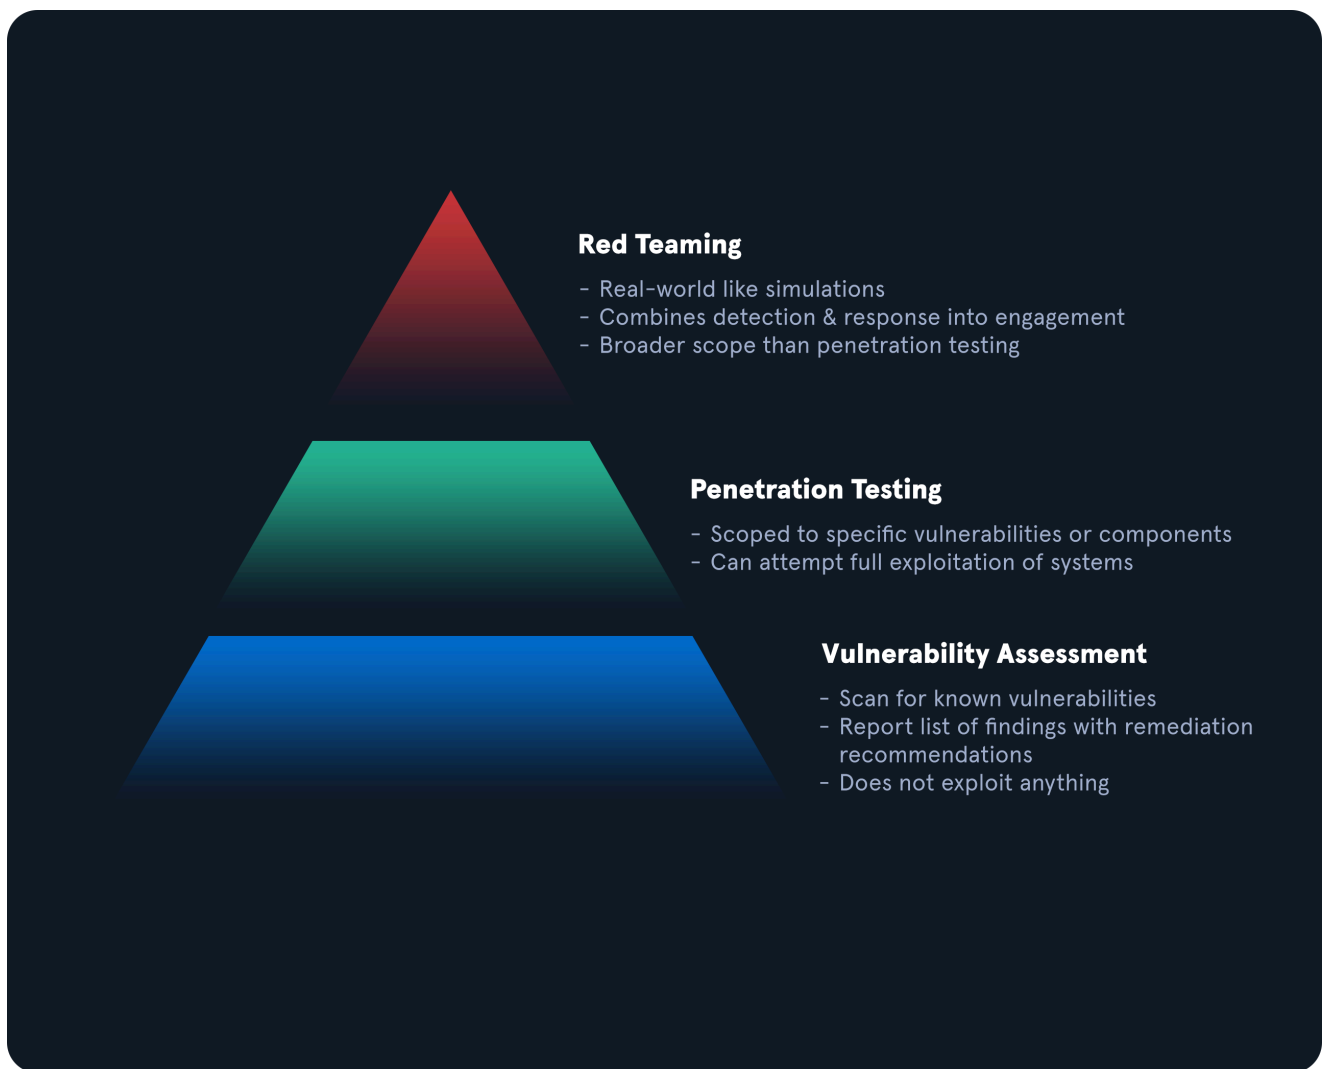 Red Teaming
- Real-world like simulations
- Combines detection & response into engagement
- Broader scope than penetration testing
Penetration Testing
- Scoped to specific vulnerabilities or components
- Can attempt full exploitation of systems
Vulnerability Assessment
- Scan for known vulnerabilities
- Report list of findings with remediation
recommendations
- Does not exploit anything